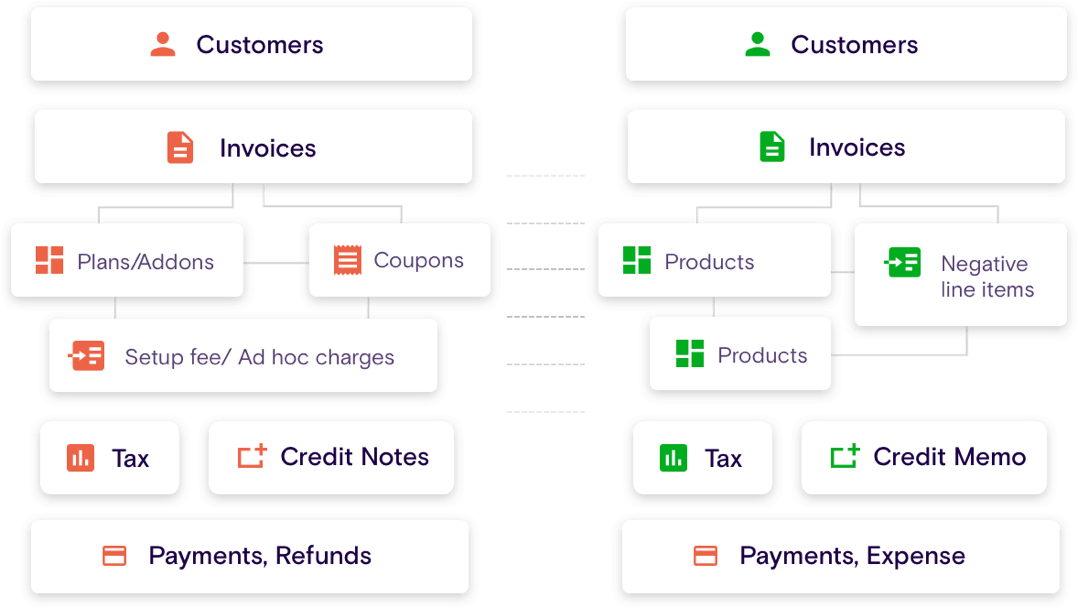 Customers
Invoices
Plans/Addons
Coupons
Setup fee/ Ad hoc charges
Tax
Credit Notes
Payments, Refunds
Customers
Invoices
Products
Negative
line items
Products
Tax
Credit Memo
Payments, Expense